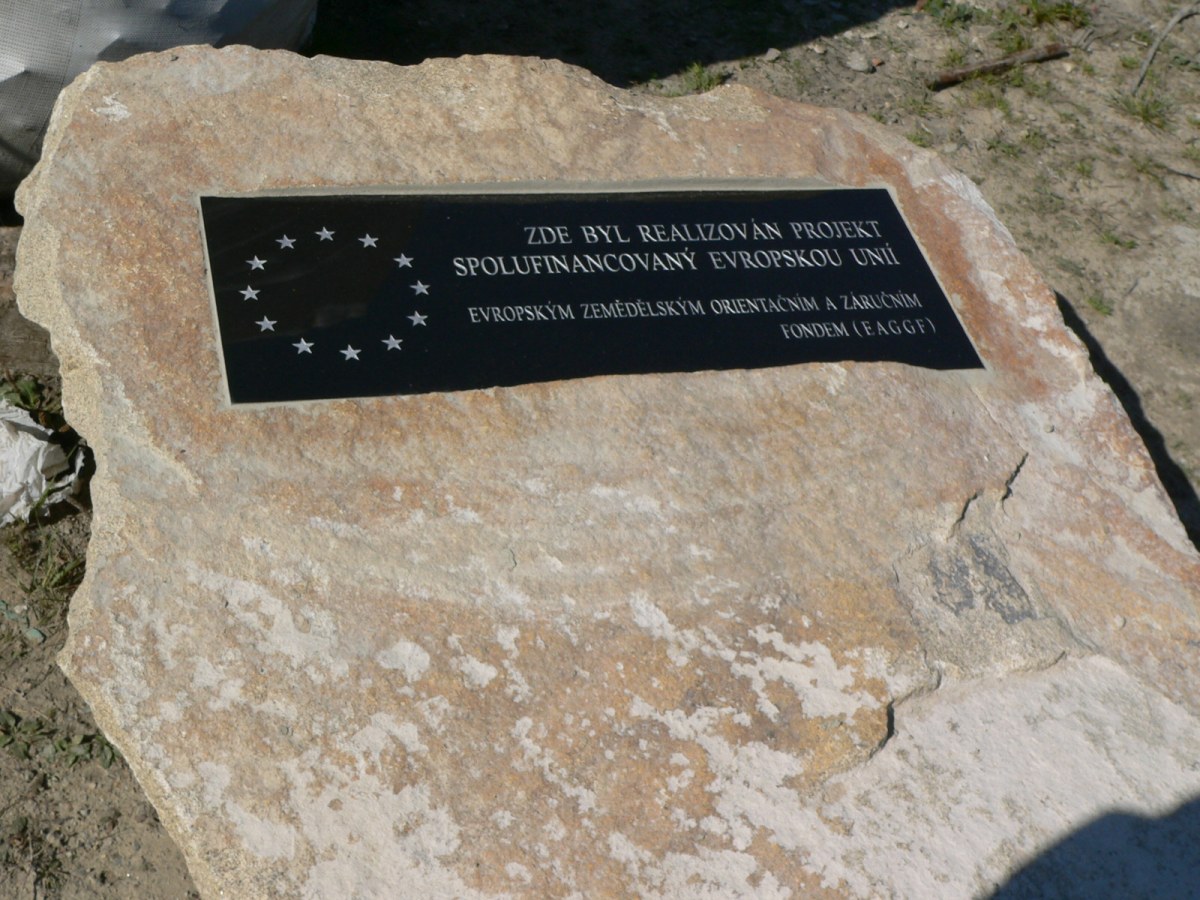 ZDE BYL REALIZOVÁN PROJEKT
SPOLUFINANCOVANÝ EVROPSKOU UNIÍ
EVROPSKÝM ZEMĚDĚLSKÝM ORIENTAČNÍM A ZÁRUČNÍM
FONDEM (EAGGF)